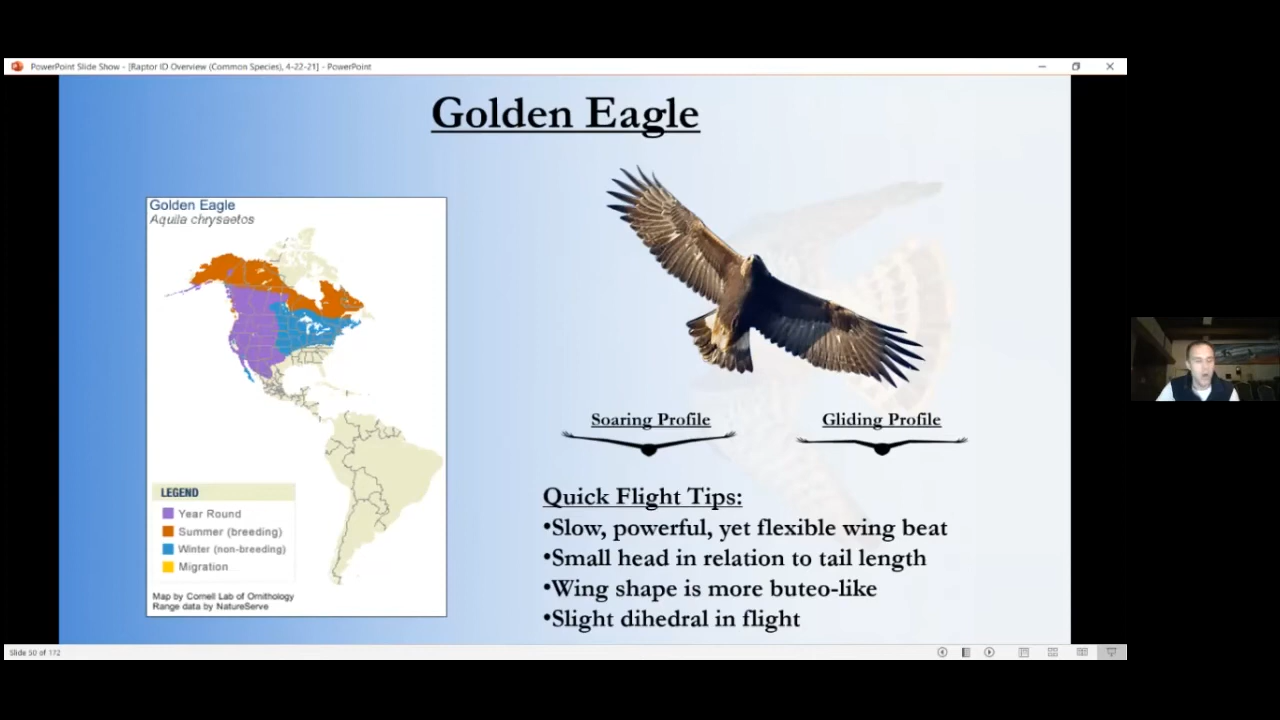 PowerPoint Slide Show - [Raptor ID Overview (Common Species), 4-22-21] - PowerPoint
Golden Eagle
Golden Eagle
Aquila chrysaetos
LEGEND
Year Round
Summer (breeding)
Winter (non-breeding)
Migration
Map by Cornell Lab of Ornithology
Range data by NatureServe
Soaring Profile
Gliding Profile
Quick Flight Tips:
•Slow, powerful, yet flexible wing beat
•Small head in relation to tail length
•Wing shape is more buteo-like
•Slight dihedral in flight
Slide 50 of 172